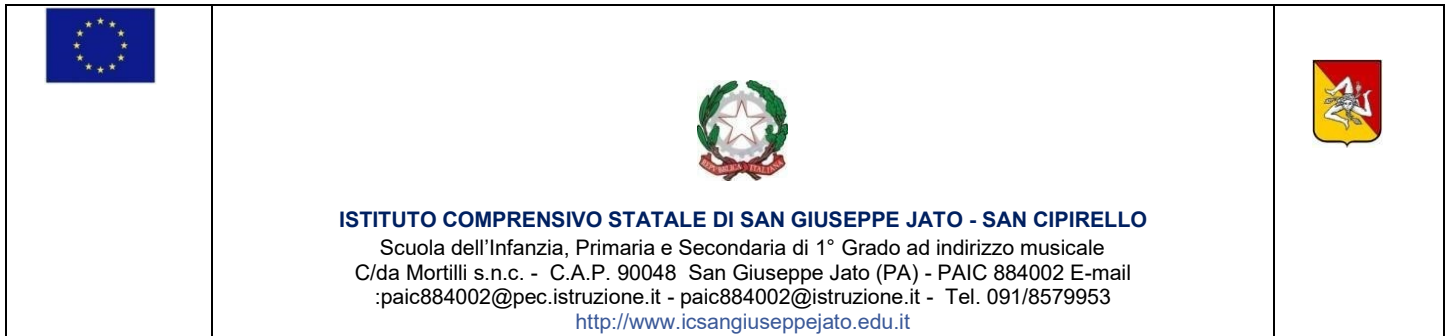 REPVBBLICA ITALIANA
ISTITUTO COMPRENSIVO STATALE DI SAN GIUSEPPE JATO - SAN CIPIRELLO
Scuola dell’Infanzia, Primaria e Secondaria di 1° Grado ad indirizzo musicale
C/da Mortilli s.n.c. - C.A.P. 90048 San Giuseppe Jato (PA) - PAIC 884002 E-mail
:paic884002@pec.istruzione.it - paic884002@istruzione.it - Tel. 091/8579953
http://www.icsangiuseppejato.edu.it